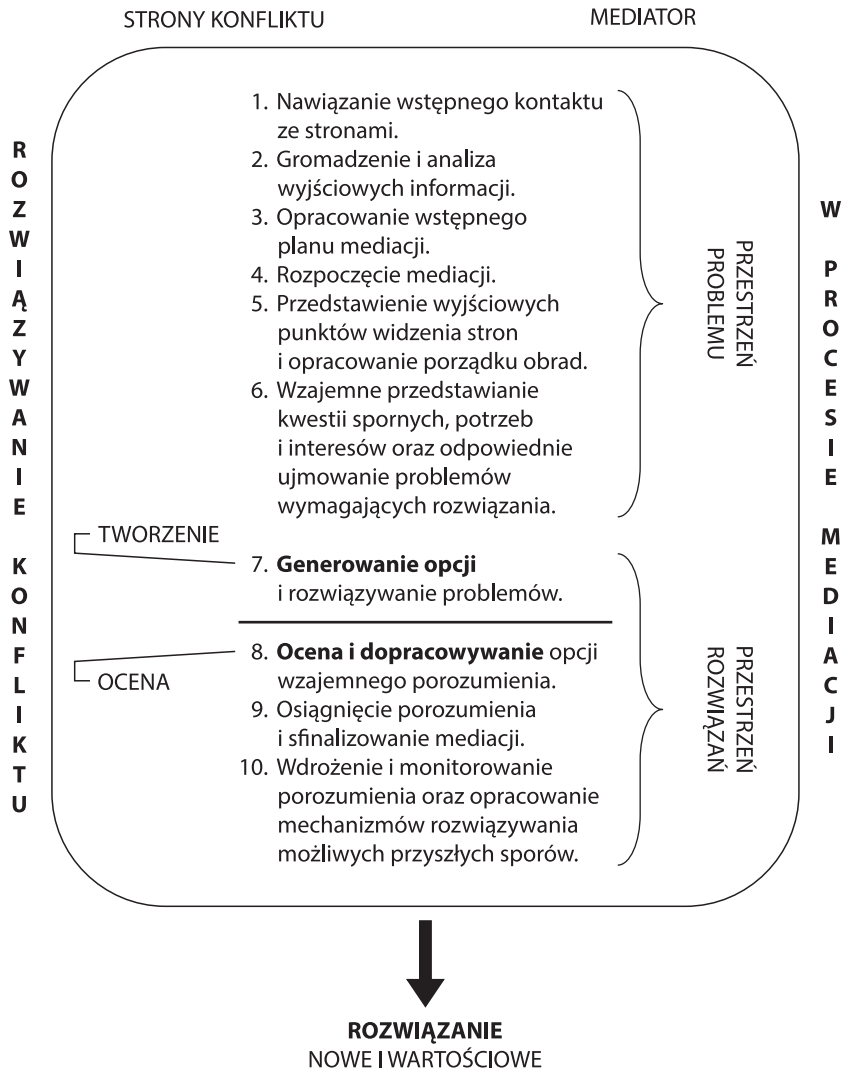 STRONY KONFLIKTU
MEDIATOR
ROZWIĄZYWANIE KONFLIKTU
1. Nawiązanie wstępnego kontaktu
ze stronami.
2. Gromadzenie i analiza
wyjściowych informacji.
3. Opracowanie wstępnego
planu mediacji.
4. Rozpoczęcie mediacji.
5. Przedstawienie wyjściowych
punktów widzenia stron
i opracowanie porządku obrad.
6. Wzajemne przedstawianie
kwestii spornych, potrzeb
i interesów oraz odpowiednie
ujmowanie problemów
wymagających rozwiązania.
PRZESTRZEŃ
PROBLEMU
TWORZENIE
7. Generowanie opcji
i rozwiązywanie problemów.
8. Ocena i dopracowywanie opcji
wzajemnego porozumienia.
OCENA
9. Osiągnięcie porozumienia
i sfinalizowanie mediacji.
10. Wdrożenie i monitorowanie
porozumienia oraz opracowanie
mechanizmów rozwiązywania
możliwych przyszłych sporów.
PRZESTRZEŃ
ROZWIĄZAŃ
W PROCESIE MEDIACJI
ROZWIĄZANIE
NOWE I WARTOŚCIOWE